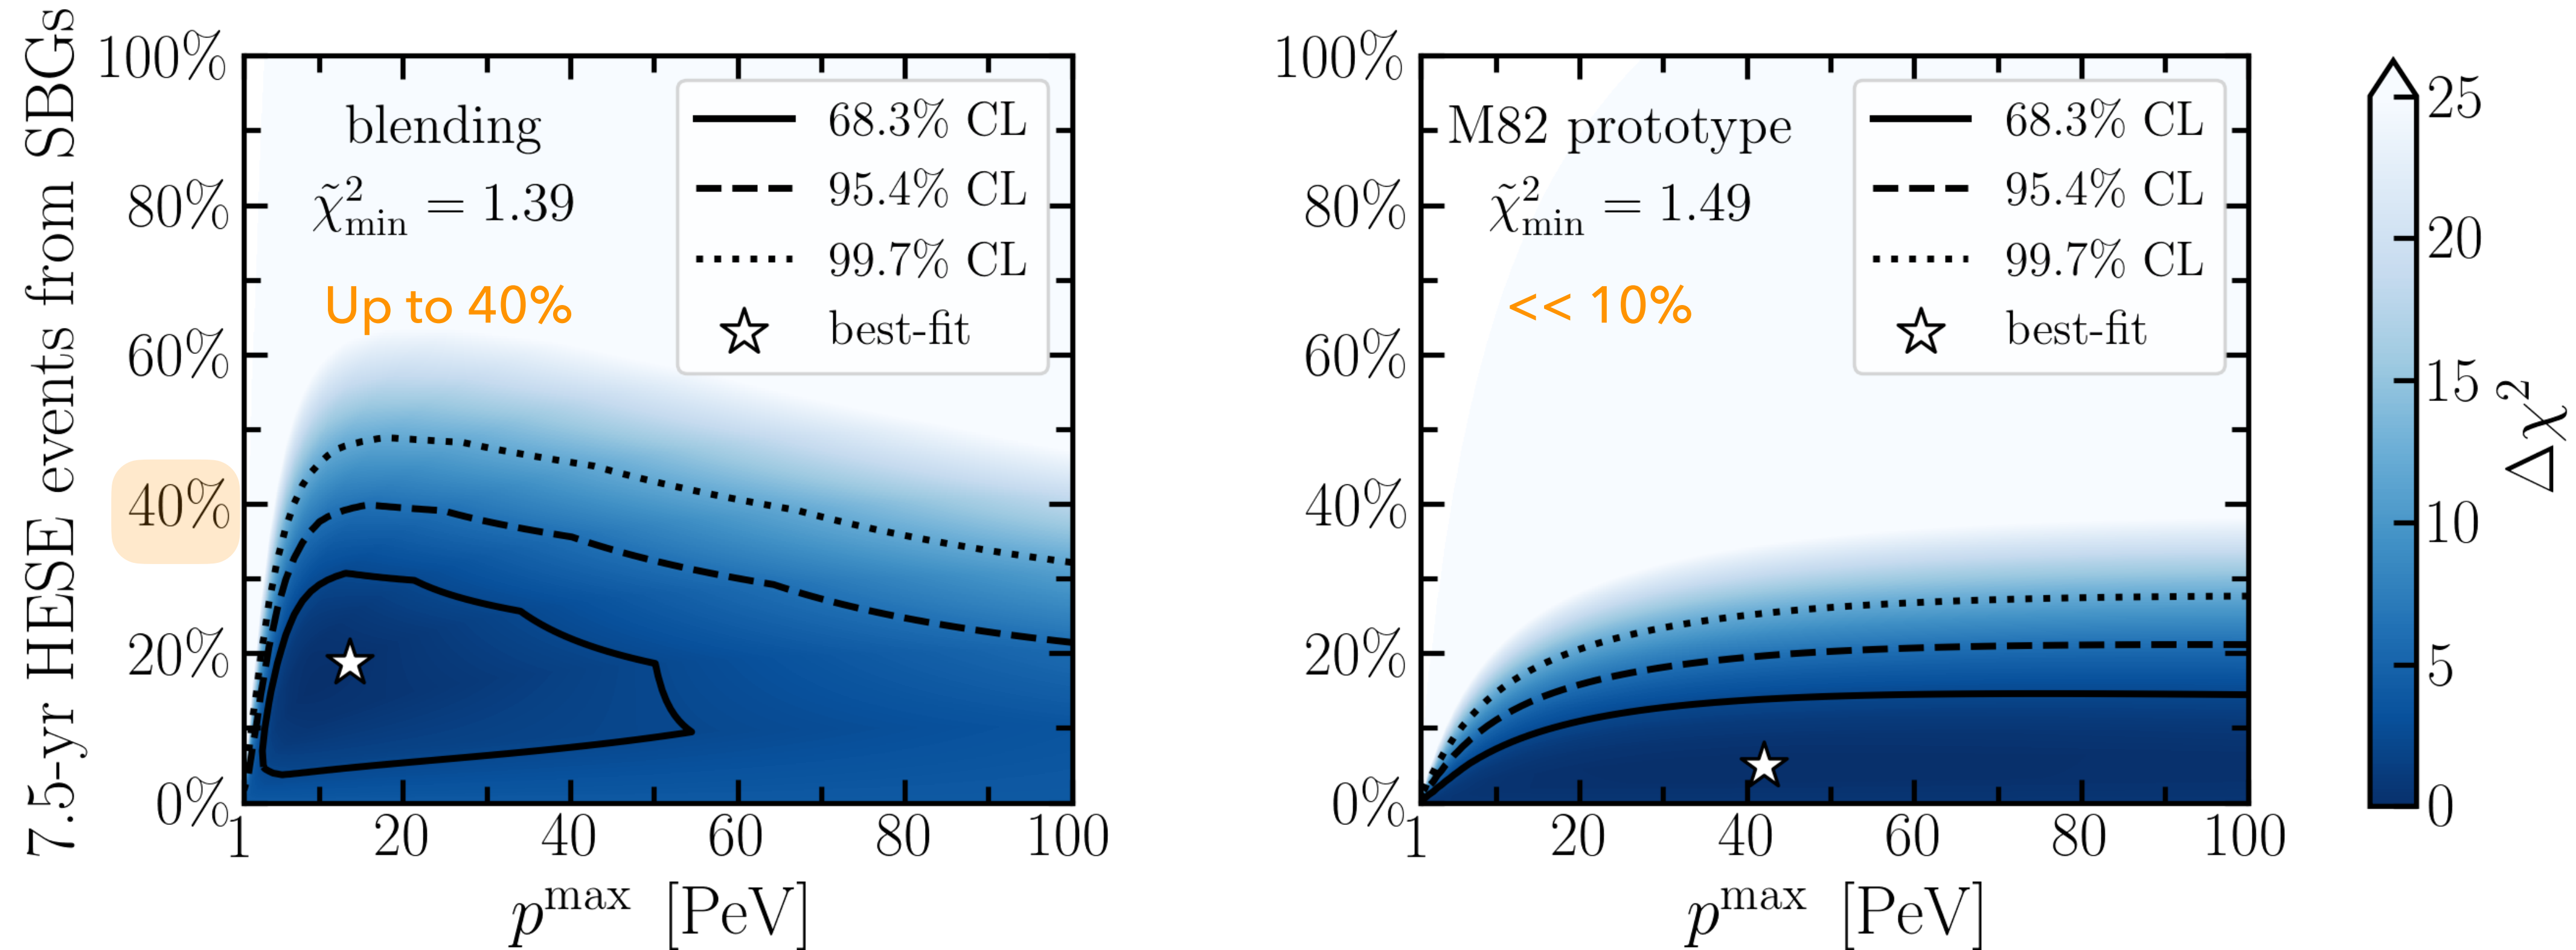 7.5-yr HESE events from SBGs
100%
80%
60%
40%
20%
0%
blending
χ̃²min = 1.39
Up to 40%
68.3% CL
95.4% CL
99.7% CL
best-fit
1 20 40 60 80 100
pmax [PeV]
100%
80%
60%
40%
20%
0%
M82 prototype
χ̃²min = 1.49
<< 10%
68.3% CL
95.4% CL
99.7% CL
best-fit
1 20 40 60 80 100
pmax [PeV]
25
20
15
10
5
0
Δχ²